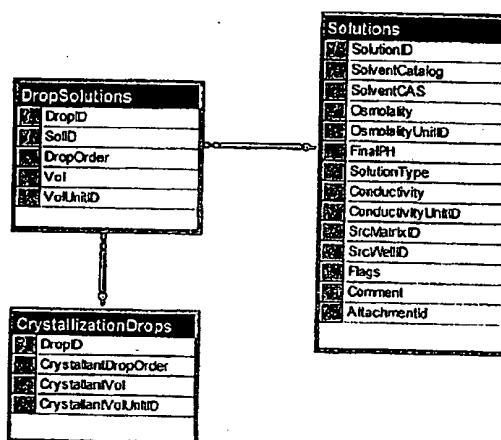 DropSolutions
DropID
SolID
DropOrder
Vol
VolUnitID
Solutions
SolutionID
SolventCatalog
SolventCAS
Osmolality
OsmolalityUnitID
FinalPH
SolutionType
Conductivity
ConductivityUnitID
SrcMatrixID
SrcWellID
Flags
Comment
AttachmentId
CrystallizationDrops
DropID
CrystallantDropOrder
CrystallantVol
CrystallantVolUnitID